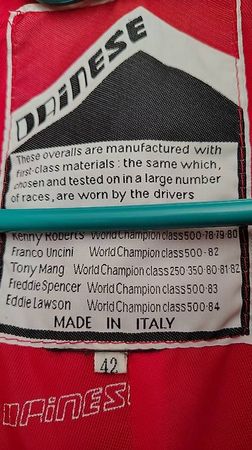 DAINESE
These overalls are manufactured with
first-class materials: the same which,
chosen and tested on in a large number
of races, are worn by the drivers
Kenny Roberts World Champion class 500-78-79-80
Franco Uncini World Champion class 500-82
Tony Mang World Champion class 250 350-80-81-82
Freddie Spencer World Champion class 500-83
Eddie Lawson World Champion class 500-84
MADE IN ITALY
42
DAINES